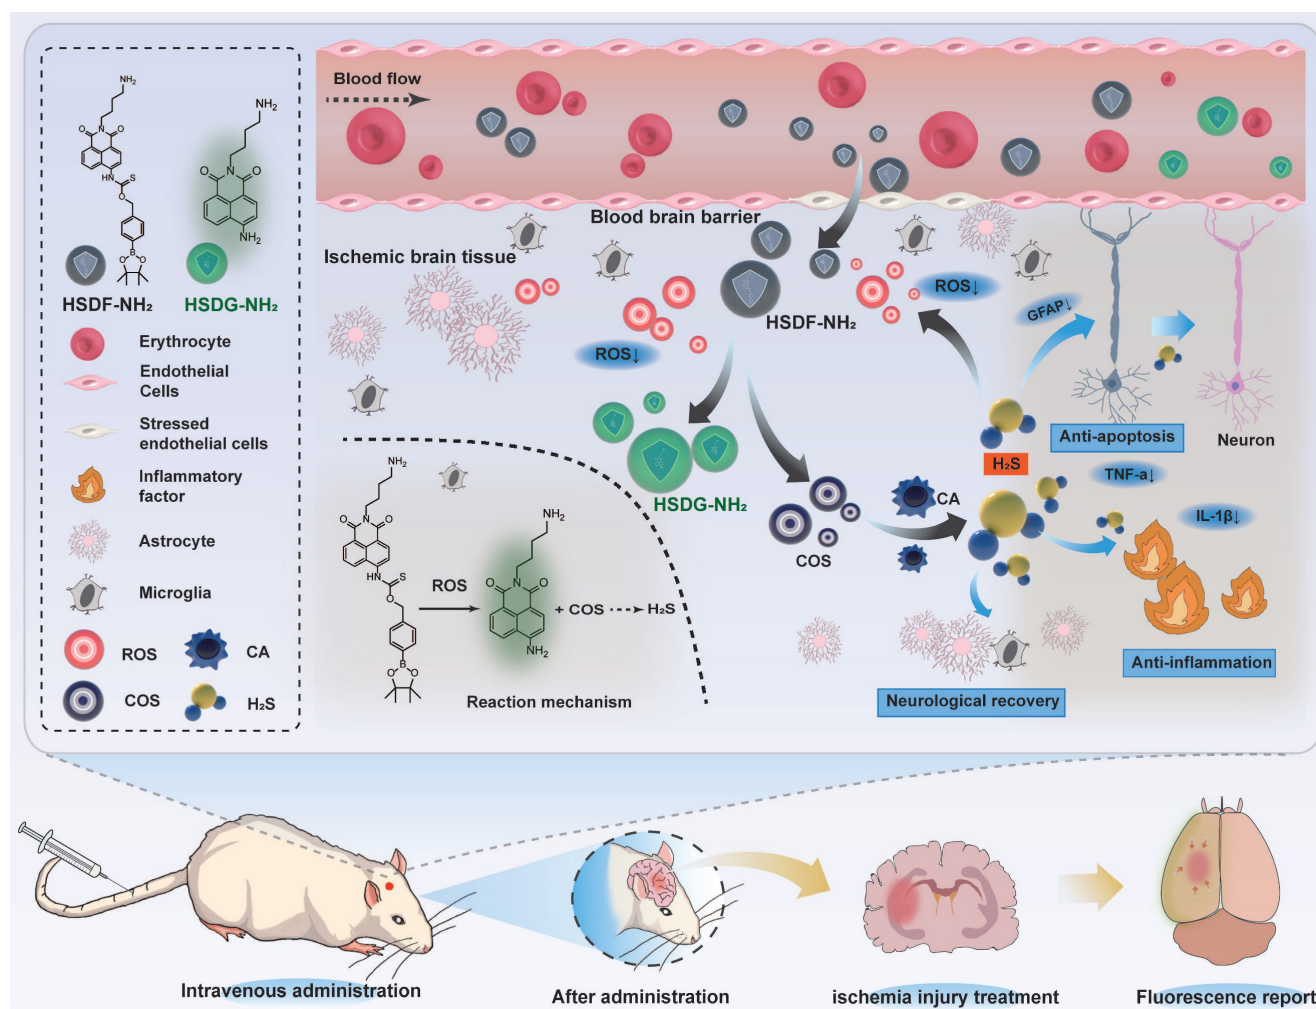 NH₂
O
N
O
HN
S
O
B
O
O
HSDF-NH₂
NH₂
O
N
O
NH₂
HSDG-NH₂
Erythrocyte
Endothelial
Cells
Stressed
endothelial cells
Inflammatory
factor
Astrocyte
Microglia
ROS
CA
COS
H₂S
Blood flow
Blood brain barrier
Ischemic brain tissue
ROS↓
HSDF-NH₂
ROS↓
GFAP↓
HSDG-NH₂
COS
CA
H₂S
Anti-apoptosis
Neuron
TNF-a↓
IL-1β↓
Anti-inflammation
Neurological recovery
NH₂
O
N
O
HN
S
O
B
O
O
ROS
NH₂
O
N
O
NH₂
+ COS
H₂S
Reaction mechanism
Intravenous administration
After administration
ischemia injury treatment
Fluorescence report